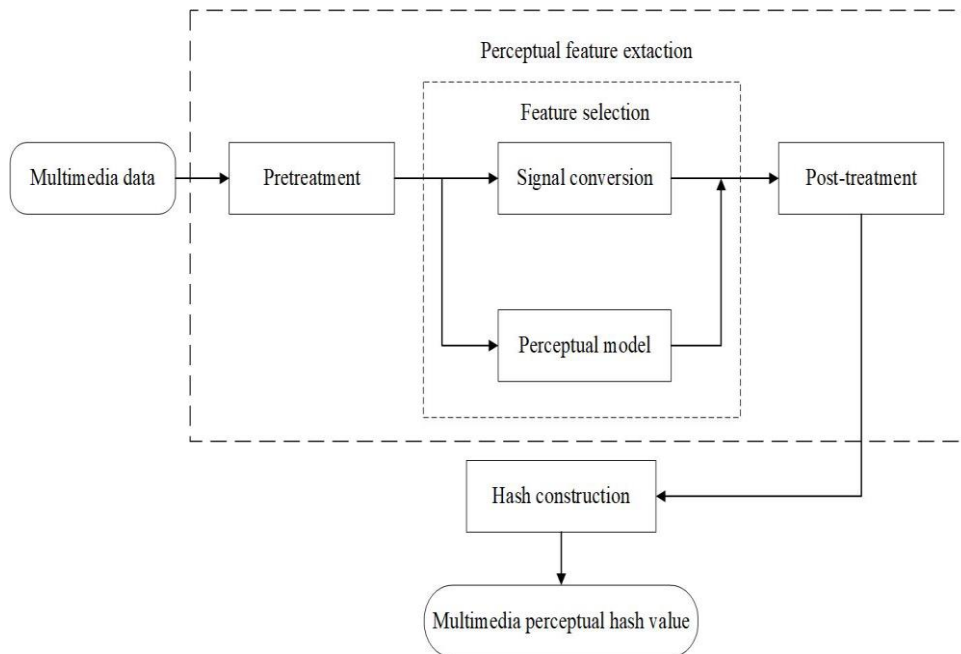 Perceptual feature extaction
Feature selection
Multimedia data
Pretreatment
Signal conversion
Post-treatment
Perceptual model
Hash construction
Multimedia perceptual hash value